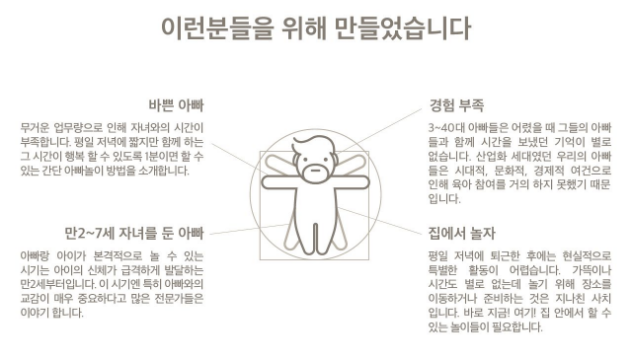 이런분들을 위해 만들었습니다
바쁜 아빠
무거운 업무량으로 인해 자녀와의 시간이
부족합니다. 평일 저녁에 짧지만 함께 하는
그 시간이 행복 할 수 있도록 1분이면 할 수
있는 간단 아빠놀이 방법을 소개합니다.
경험 부족
3~40대 아빠들은 어렸을 때 그들의 아빠
들과 함께 시간을 보냈던 기억이 별로
없습니다. 산업화 세대였던 우리의 아빠
들은 시대적, 문화적, 경제적 여건으로
인해 육아 참여를 거의 하지 못했기 때문
입니다.
만2~7세 자녀를 둔 아빠
아빠랑 아이가 본격적으로 놀 수 있는
시기는 아이의 신체가 급격하게 발달하는
만2세부터입니다. 이 시기엔 특히 아빠와의
교감이 매우 중요하다고 많은 전문가들은
이야기 합니다.
집에서 놀자
평일 저녁에 퇴근한 후에는 현실적으로
특별한 활동이 어렵습니다. 가뜩이나
시간도 별로 없는데 놀기 위해 장소를
이동하거나 준비하는 것은 지나친 사치
입니다. 바로 지금! 여기! 집 안에서 할 수
있는 놀이들이 필요합니다.